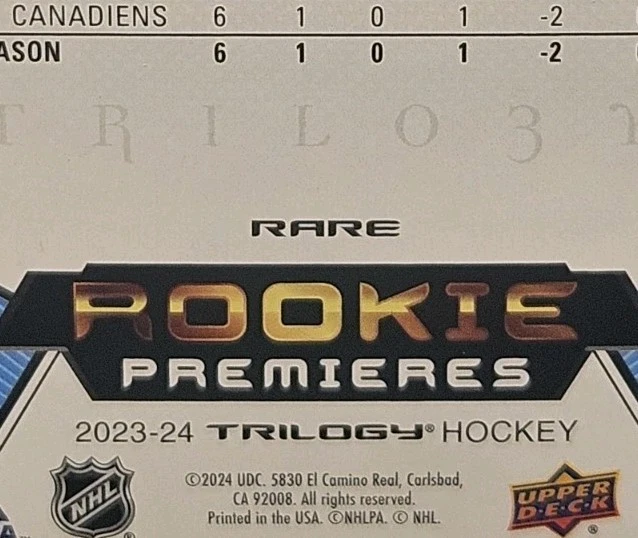 CANADIENS 6 1 0 1 -2
ASON 6 1 0 1 -2
TRILOGY
RARE
ROOKIE
PREMIERES
2023-24 TRILOGY® HOCKEY
©2024 UDC. 5830 El Camino Real, Carlsbad,
CA 92008. All rights reserved.
Printed in the USA. ©NHLPA. © NHL.
NHL
UPPER
D·E·C·K
®